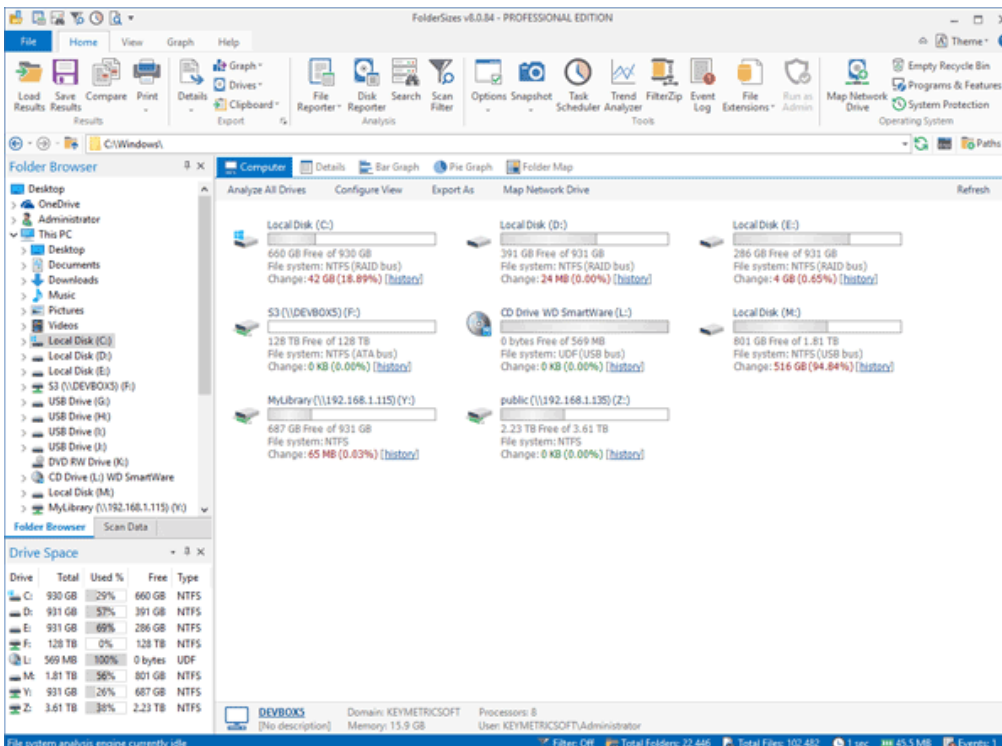 FolderSizes v8.0.84 - PROFESSIONAL EDITION
File Home View Graph Help Theme
Load Results Save Results Compare Print Details Graph Drives Clipboard File Reporter Disk Reporter Search Scan Filter Options Snapshot Task Scheduler Trend Analyzer FilterZip Event Log File Extensions Run as Admin Map Network Drive Empty Recycle Bin Programs & Features System Protection
Results Export Analysis Tools Operating System
C:\Windows\ Paths
Folder Browser
Desktop
OneDrive
Administrator
This PC
Desktop
Documents
Downloads
Music
Pictures
Videos
Local Disk (C:)
Local Disk (D:)
Local Disk (E:)
S3 (\\DEVBOX5) (F:)
USB Drive (G:)
USB Drive (H:)
USB Drive (I:)
USB Drive (J:)
DVD RW Drive (K:)
CD Drive (L:) WD SmartWare
Local Disk (M:)
MyLibrary (\\192.168.1.115) (Y:)
Folder Browser Scan Data
Drive Space
Drive Total Used % Free Type
C: 930 GB 29% 660 GB NTFS
D: 931 GB 57% 391 GB NTFS
E: 931 GB 69% 286 GB NTFS
F: 128 TB 0% 128 TB NTFS
L: 569 MB 100% 0 bytes UDF
M: 1.81 TB 56% 801 GB NTFS
Y: 931 GB 26% 687 GB NTFS
Z: 3.61 TB 38% 2.23 TB NTFS
Computer Details Bar Graph Pie Graph Folder Map
Analyze All Drives Configure View Export As Map Network Drive Refresh
Local Disk (C:)
660 GB Free of 930 GB
File system: NTFS (RAID bus)
Change: 42 GB (18.89%) [history]
Local Disk (D:)
391 GB Free of 931 GB
File system: NTFS (RAID bus)
Change: 24 MB (0.00%) [history]
Local Disk (E:)
286 GB Free of 931 GB
File system: NTFS (RAID bus)
Change: 4 GB (0.65%) [history]
S3 (\\DEVBOX5) (F:)
128 TB Free of 128 TB
File system: NTFS (ATA bus)
Change: 0 KB (0.00%) [history]
CD Drive WD SmartWare (L:)
0 bytes Free of 569 MB
File system: UDF (USB bus)
Change: 0 KB (0.00%) [history]
Local Disk (M:)
801 GB Free of 1.81 TB
File system: NTFS (USB bus)
Change: 516 GB (94.84%) [history]
MyLibrary (\\192.168.1.115) (Y:)
687 GB Free of 931 GB
File system: NTFS
Change: 65 MB (0.03%) [history]
public (\\192.168.1.135) (Z:)
2.23 TB Free of 3.61 TB
File system: NTFS
Change: 0 KB (0.00%) [history]
DEVBOX5 Domain: KEYMETRICSOFT Processors: 8
[No description] Memory: 15.9 GB User: KEYMETRICSOFT\Administrator
File system analysis engine currently idle Filter: Off Total Folders: 22,446 Total Files: 102,482 1 sec 45.5 MB Events: 1